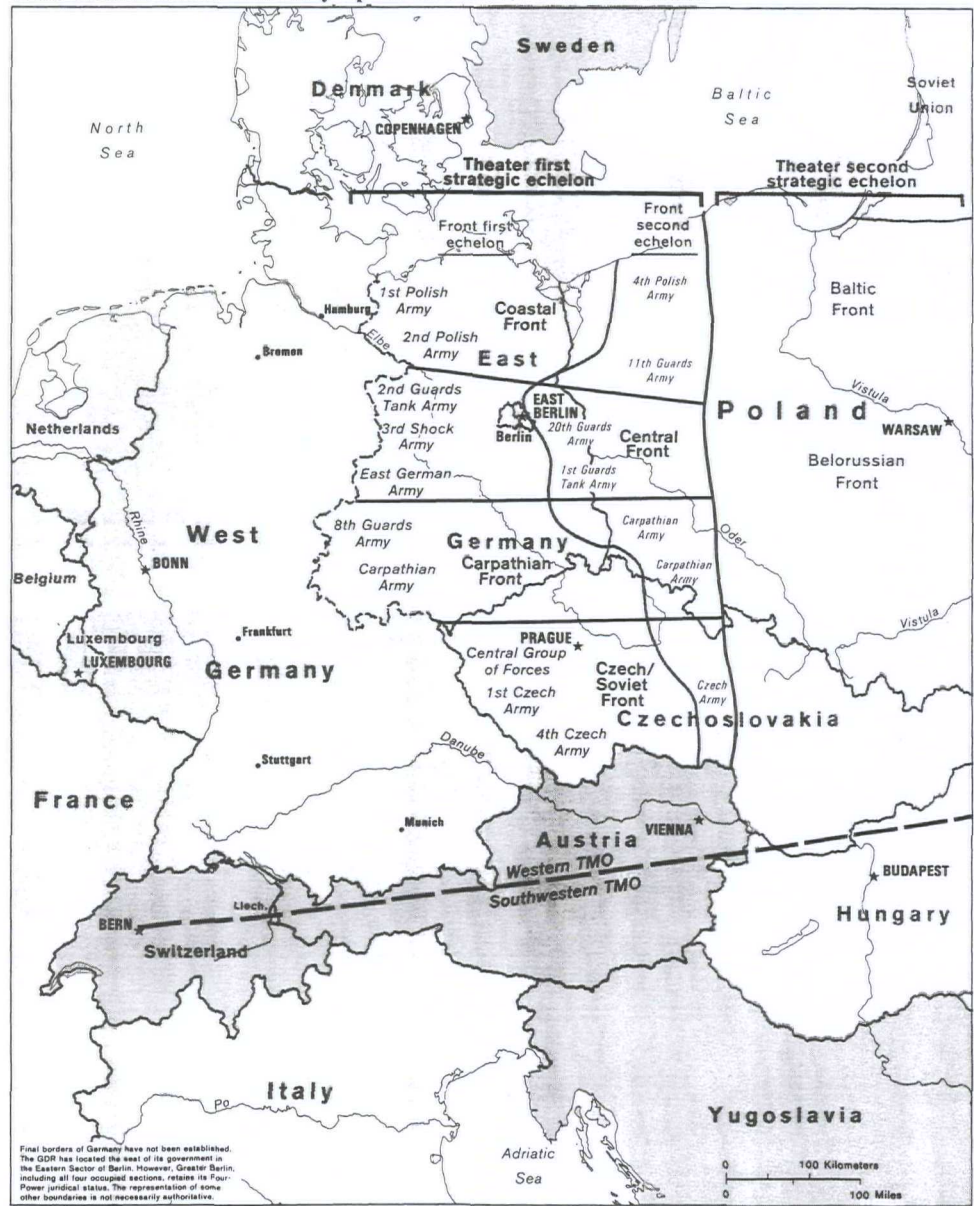 Sweden
Denmark
COPENHAGEN
North
Sea
Baltic
Sea
Soviet
Union
Theater first
strategic echelon
Theater second
strategic echelon
Front first
echelon
Front
second
echelon
1st Polish
Army
2nd Polish
Army
Coastal
Front
4th Polish
Army
11th Guards
Army
Baltic
Front
Hamburg
Elbe
Bremen
East
2nd Guards
Tank Army
3rd Shock
Army
East German
Army
EAST
BERLIN
Berlin
20th Guards
Army
1st Guards
Tank Army
Central
Front
Poland
Vistula
WARSAW
Belorussian
Front
Netherlands
Rhine
West
BONN
Belgium
8th Guards
Army
Carpathian
Army
Germany
Carpathian
Front
Carpathian
Army
Carpathian
Army
Oder
Vistula
Luxembourg
LUXEMBOURG
Frankfurt
Germany
PRAGUE
Central Group
of Forces
1st Czech
Army
4th Czech
Army
Czech/
Soviet
Front
Czech
Army
Czechoslovakia
Danube
Stuttgart
France
Munich
Austria
VIENNA
Western TMO
Southwestern TMO
BUDAPEST
Hungary
Liech.
BERN
Switzerland
Italy
Po
Yugoslavia
Adriatic
Sea
Final borders of Germany have not been established.
The GDR has located the seat of its government in
the Eastern Sector of Berlin. However, Greater Berlin,
including all four occupied sections, retains its Four-
Power juridical status. The representation of some
other boundaries is not necessarily authoritative.
0 100 Kilometers
0 100 Miles